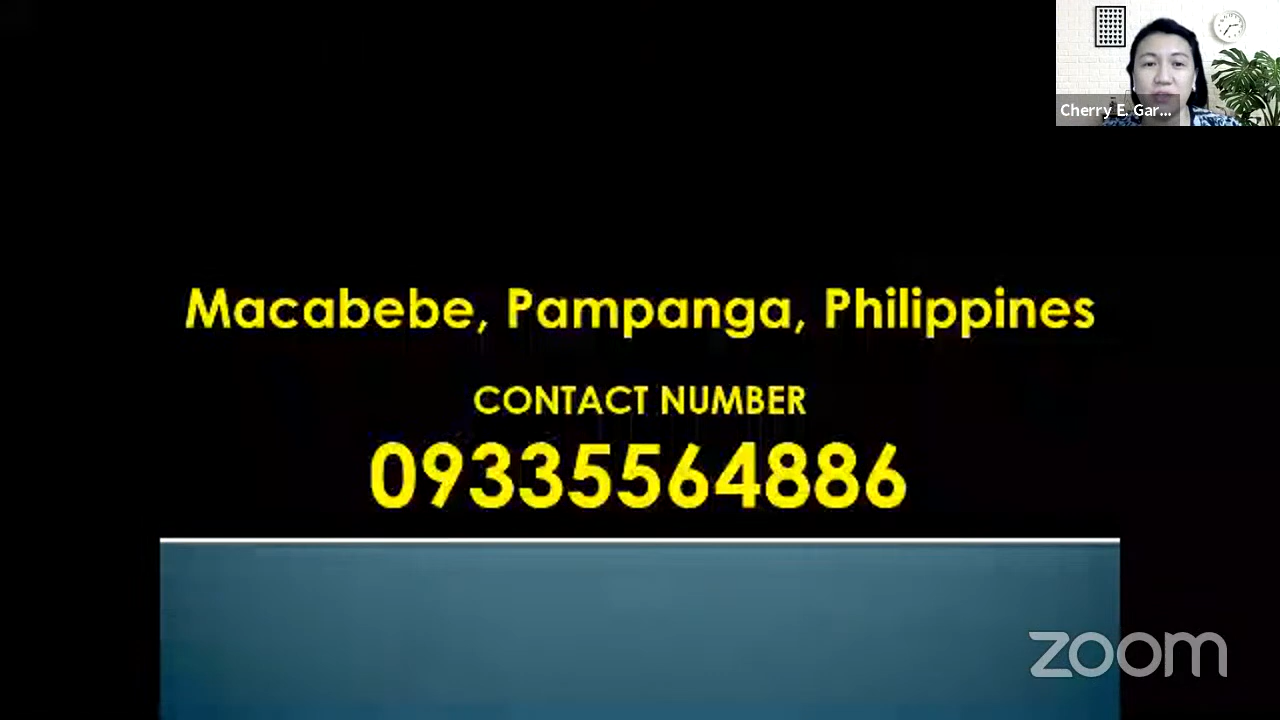 Cherry E. Gar...
Macabebe, Pampanga, Philippines
CONTACT NUMBER
09335564886
zoom